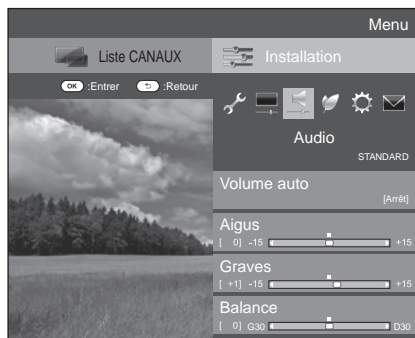 Menu
Liste CANAUX
Installation
OK :Entrer :Retour
Audio
STANDARD
Volume auto
[Arrêt]
Aigus
[ 0] -15 +15
Graves
[ +1] -15 +15
Balance
[ 0] G30 D30